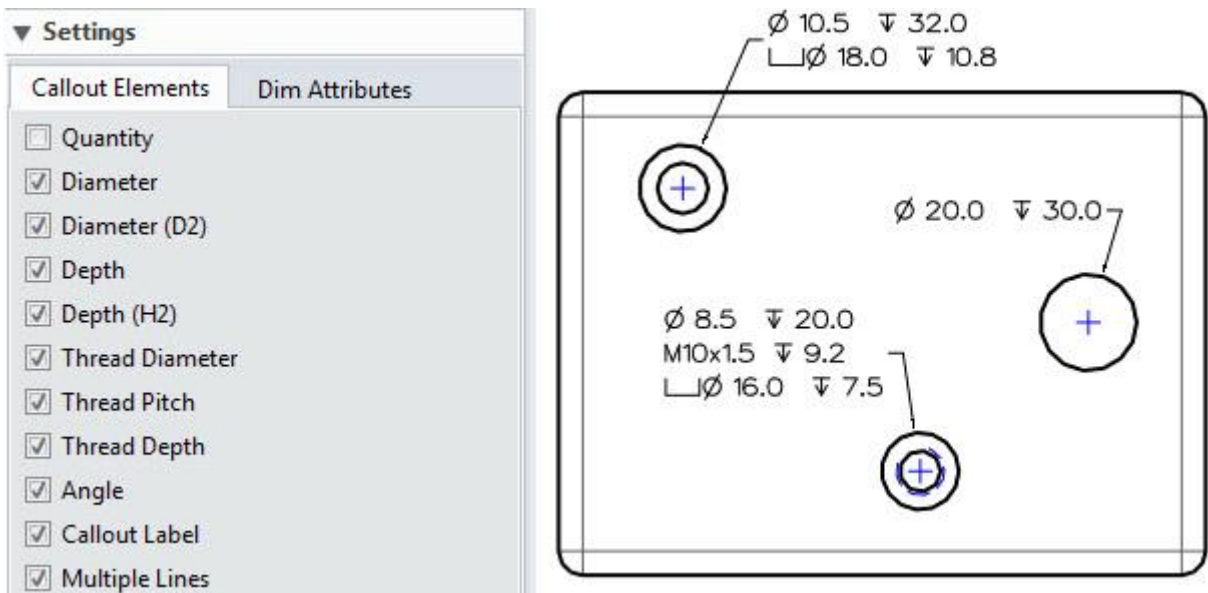 Settings
Callout Elements
Dim Attributes
Quantity
Diameter
Diameter (D2)
Depth
Depth (H2)
Thread Diameter
Thread Pitch
Thread Depth
Angle
Callout Label
Multiple Lines
Ø 10.5 ↧ 32.0
⌴Ø 18.0 ↧ 10.8
Ø 20.0 ↧ 30.0
Ø 8.5 ↧ 20.0
M10x1.5 ↧ 9.2
⌴Ø 16.0 ↧ 7.5